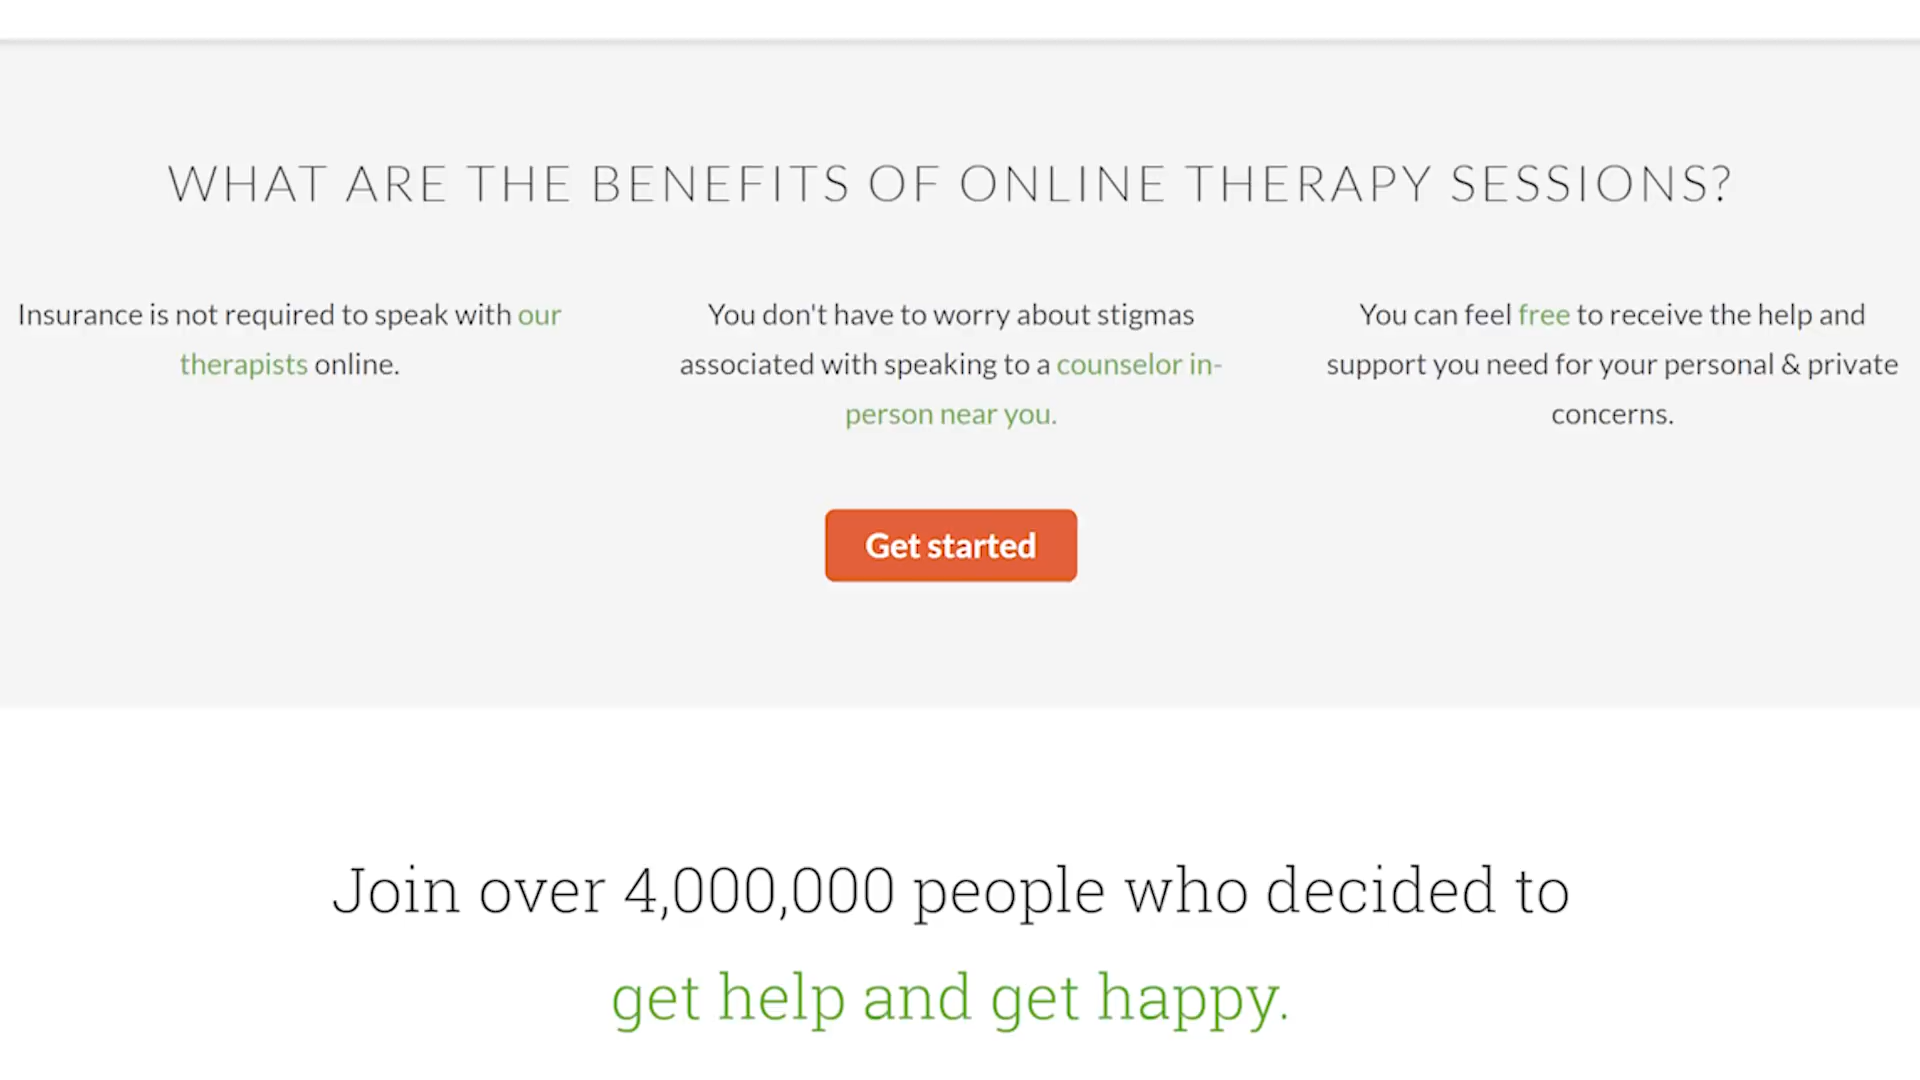 WHAT ARE THE BENEFITS OF ONLINE THERAPY SESSIONS?
Insurance is not required to speak with our
therapists online.
You don't have to worry about stigmas
associated with speaking to a counselor in-
person near you.
You can feel free to receive the help and
support you need for your personal & private
concerns.
Get started
Join over 4,000,000 people who decided to
get help and get happy.